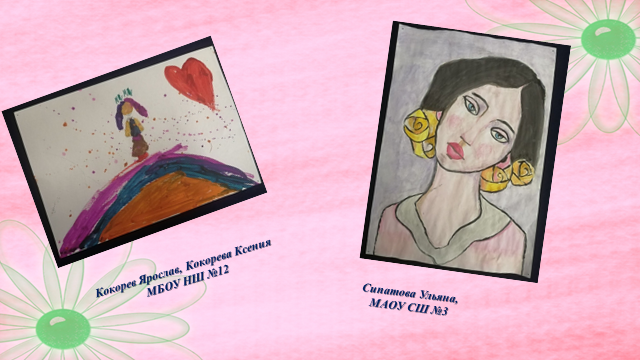 Кокорев Ярослав, Кокорева Ксения
МБОУ НШ №12
Сипатова Ульяна,
МАОУ СШ №3